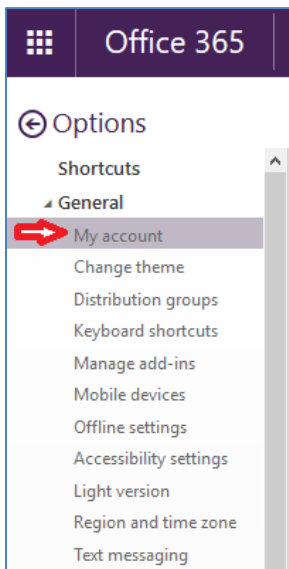 Office 365
Options
Shortcuts
General
My account
Change theme
Distribution groups
Keyboard shortcuts
Manage add-ins
Mobile devices
Offline settings
Accessibility settings
Light version
Region and time zone
Text messaging